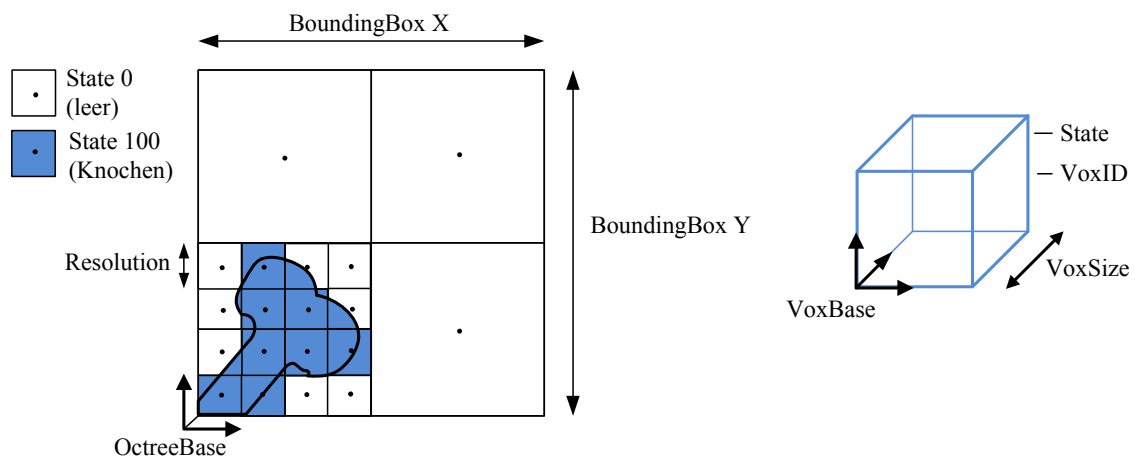 BoundingBox X
State 0
(leer)
State 100
(Knochen)
Resolution
BoundingBox Y
OctreeBase
State
VoxID
VoxSize
VoxBase